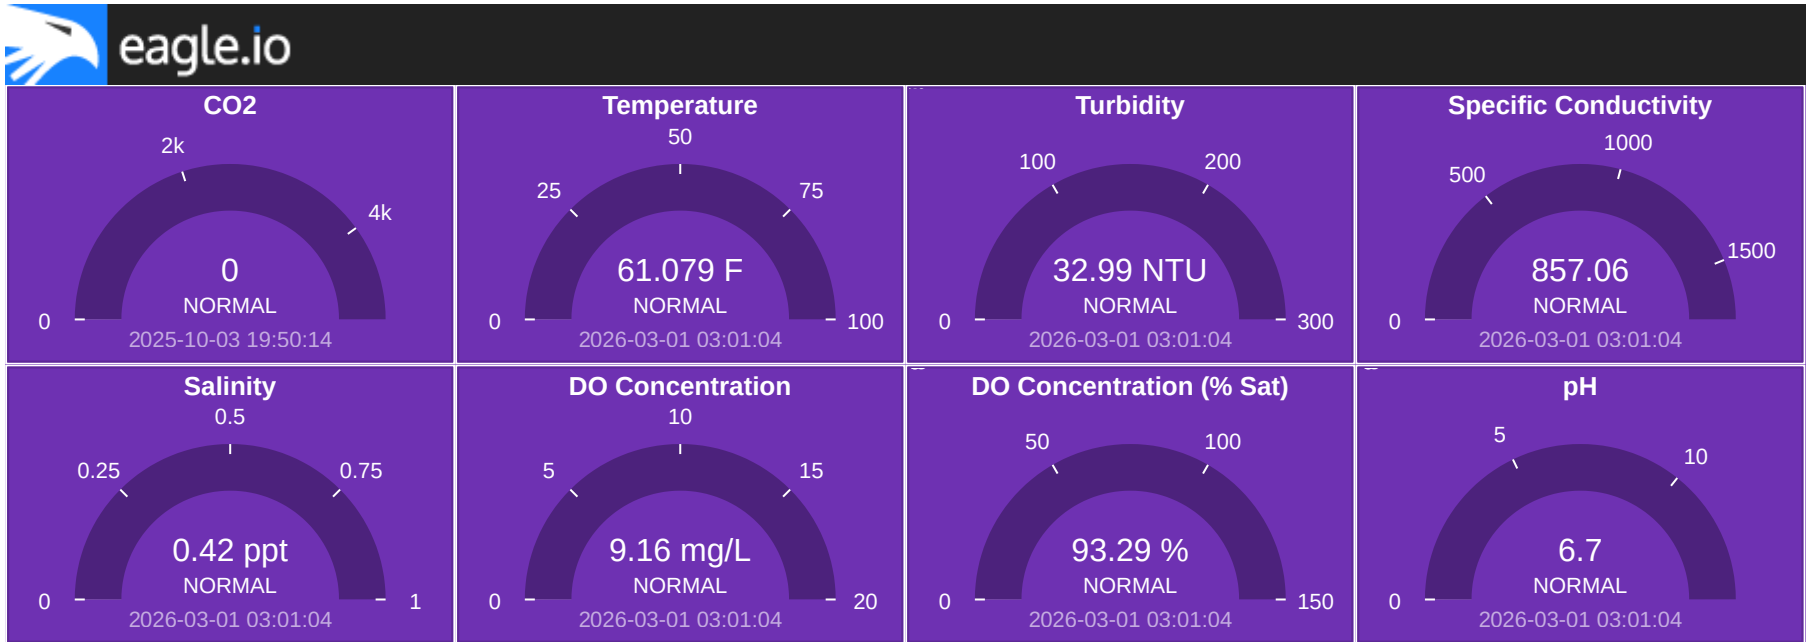 eagle.io
CO2
2k
4k
0
0
NORMAL
2025-10-03 19:50:14
Temperature
50
25
75
61.079 F
NORMAL
0
100
2026-03-01 03:01:04
Turbidity
100
200
32.99 NTU
NORMAL
0
300
2026-03-01 03:01:04
Specific Conductivity
1000
500
1500
857.06
NORMAL
0
2026-03-01 03:01:04
Salinity
0.5
0.25
0.75
0.42 ppt
NORMAL
0
1
2026-03-01 03:01:04
DO Concentration
10
5
15
9.16 mg/L
NORMAL
0
20
2026-03-01 03:01:04
DO Concentration (% Sat)
50
100
93.29 %
NORMAL
0
150
2026-03-01 03:01:04
pH
5
10
6.7
NORMAL
0
2026-03-01 03:01:04